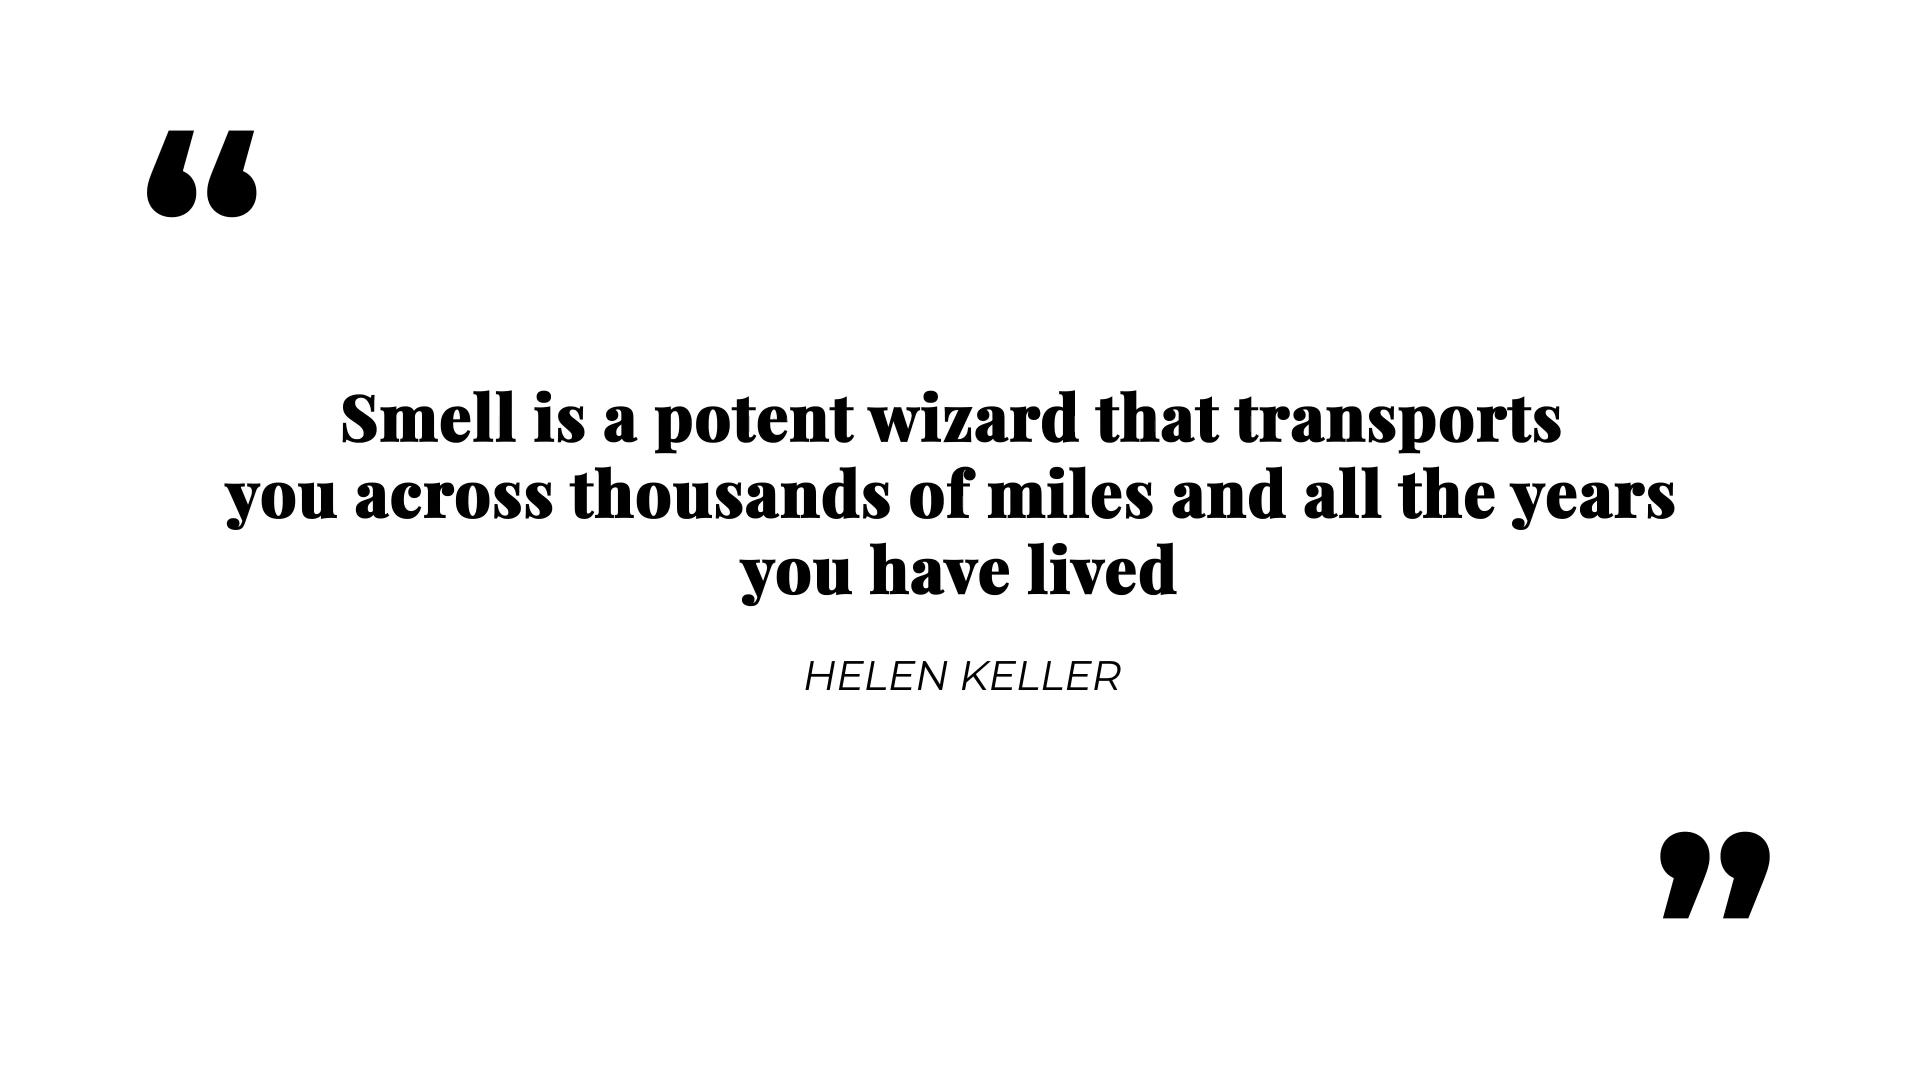 “
Smell is a potent wizard that transports
you across thousands of miles and all the years
you have lived
HELEN KELLER
”